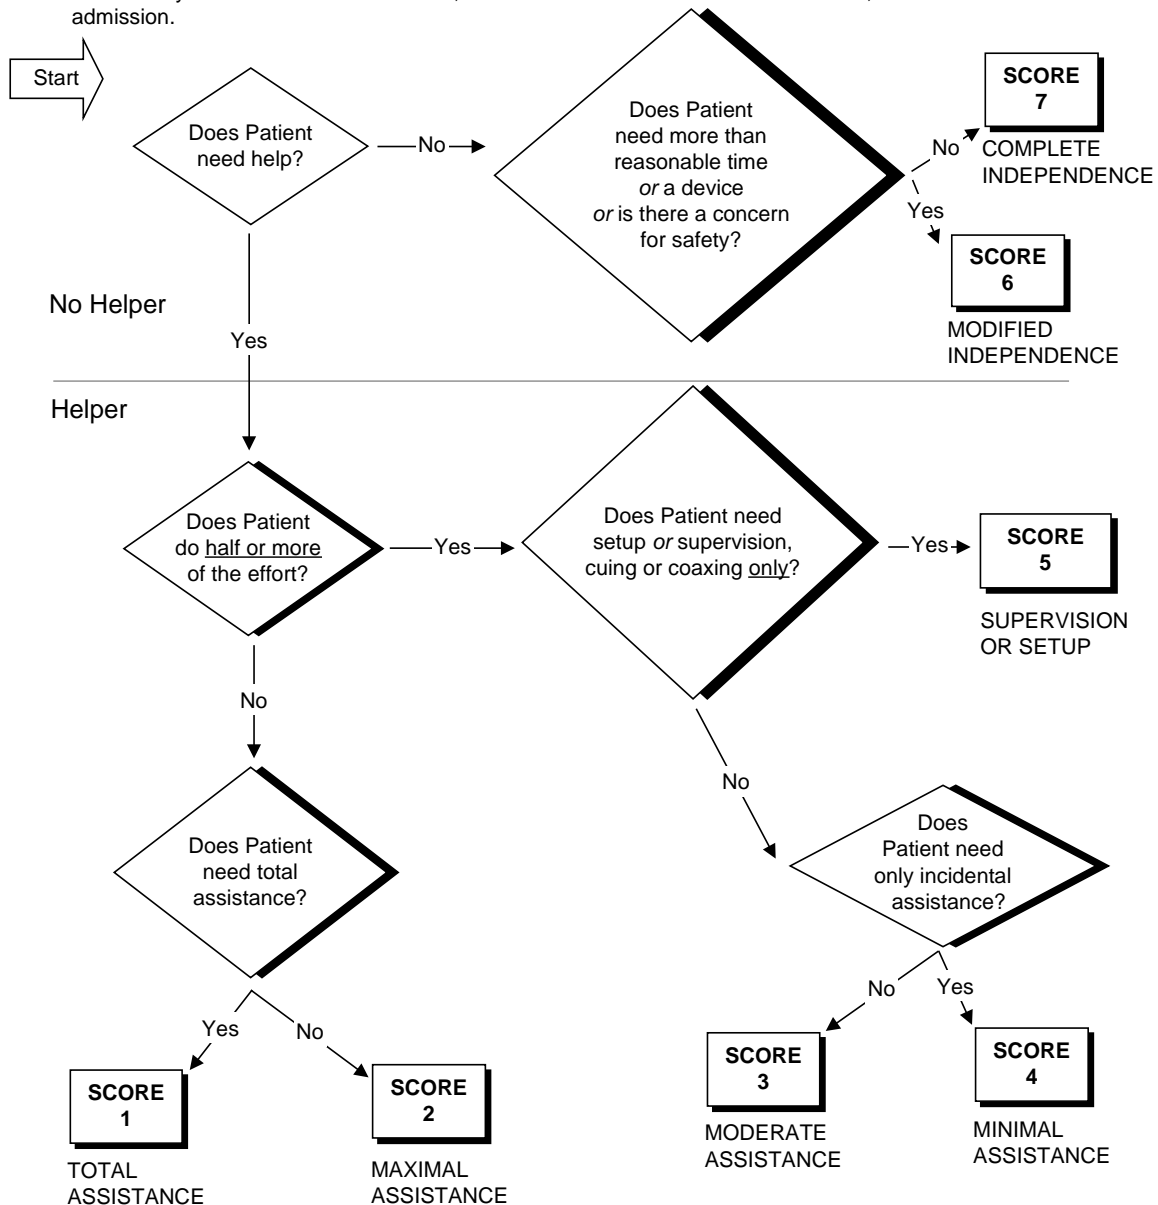 admission.
Start
Does Patient
need help?
No
Does Patient
need more than
reasonable time
or a device
or is there a concern
for safety?
No
SCORE
7
COMPLETE
INDEPENDENCE
Yes
SCORE
6
MODIFIED
INDEPENDENCE
No Helper
Yes
Helper
Does Patient
do half or more
of the effort?
Yes
Does Patient need
setup or supervision,
cuing or coaxing only?
Yes
SCORE
5
SUPERVISION
OR SETUP
No
No
Does Patient
need total
assistance?
Does
Patient need
only incidental
assistance?
Yes
No
No
Yes
SCORE
1
TOTAL
ASSISTANCE
SCORE
2
MAXIMAL
ASSISTANCE
SCORE
3
MODERATE
ASSISTANCE
SCORE
4
MINIMAL
ASSISTANCE